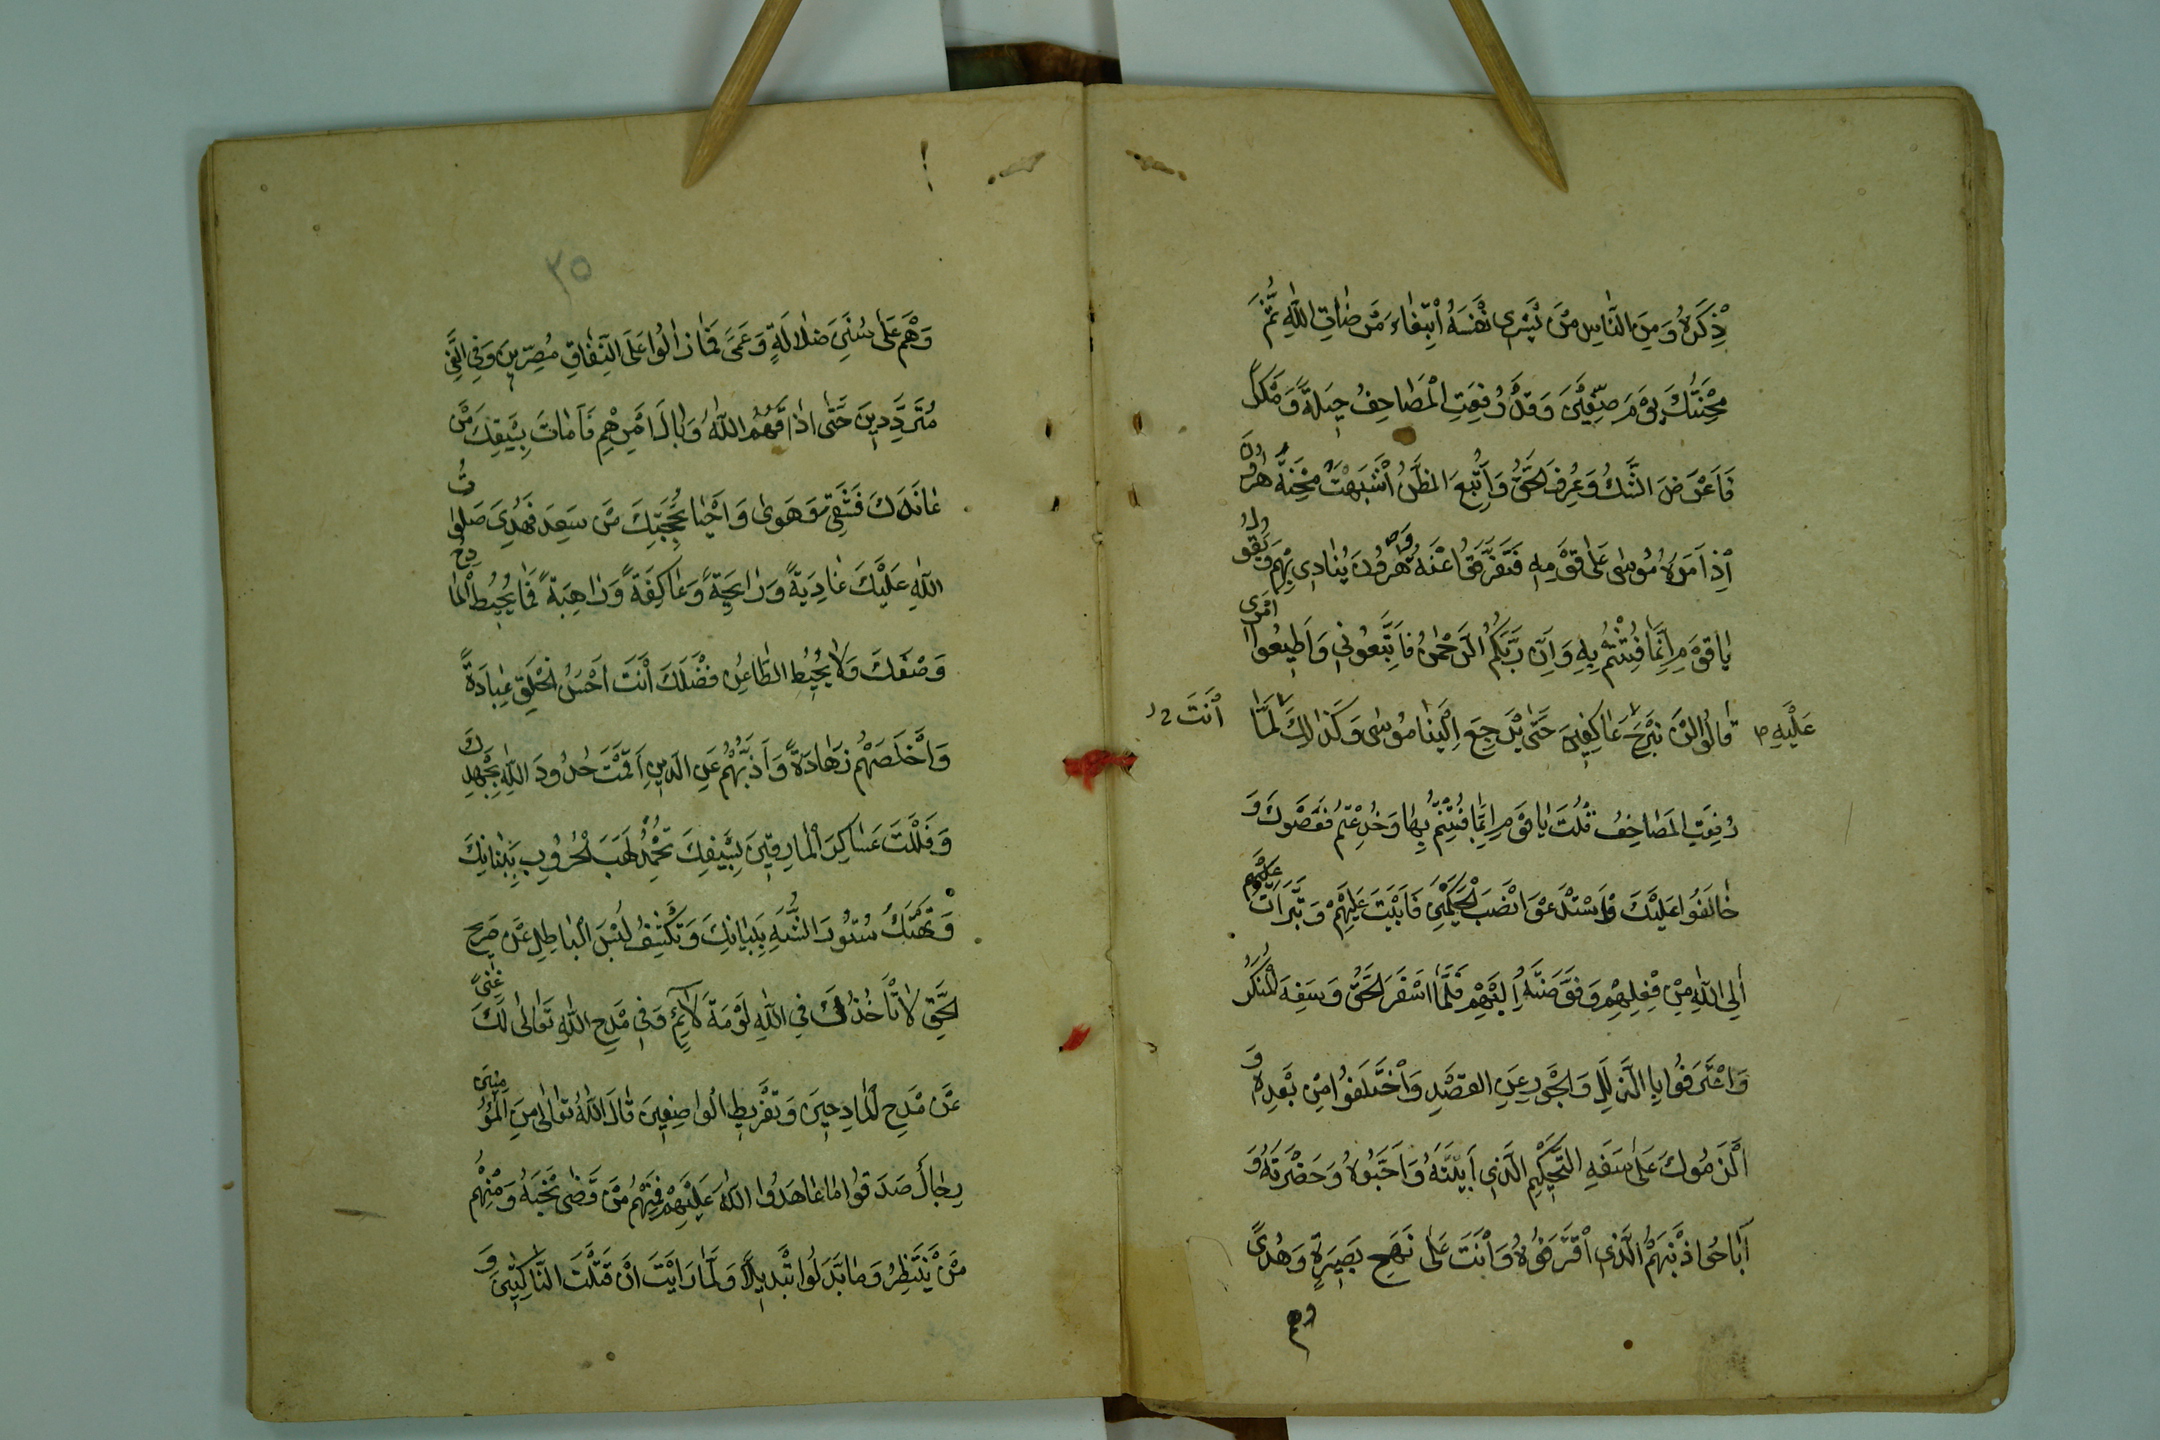 ذِكْرُهُ وَمِنَ النَّاسِ مَنْ يَشْرِي نَفْسَهُ ابْتِغَاءَ مَرْضَاتِ اللَّهِ ثُمَّ
مِحْنَتُكَ يَوْمَ صِفِّينَ وَقَدْ رُفِعَتِ الْمَصَاحِفُ حِيلَةً وَمَكْرًا
فَأَعْرَضَ الشَّكُّ وَعُرِفَ الْحَقُّ وَاتُّبِعَ الظَّنُّ أَشْبَهَتْ مِحْنَةَ هَارُونَ
إِذْ أَمَّرَهُ مُوسَى عَلَى قَوْمِهِ فَتَفَرَّقُوا عَنْهُ وَهَارُونُ يُنَادِي بِهِمْ وَيَقُولُ
يَا قَوْمِ إِنَّمَا فُتِنْتُمْ بِهِ وَإِنَّ رَبَّكُمُ الرَّحْمَنُ فَاتَّبِعُونِي وَأَطِيعُوا أَمْرِي
قَالُوا لَنْ نَبْرَحَ عَلَيْهِ عَاكِفِينَ حَتَّى يَرْجِعَ إِلَيْنَا مُوسَى وَكَذَلِكَ أَنْتَ لَمَّا
رُفِعَتِ الْمَصَاحِفُ قُلْتَ يَا قَوْمِ إِنَّمَا فُتِنْتُمْ بِهَا وَخُدِعْتُمْ فَعَصَوْكَ وَ
خَالَفُوا عَلَيْكَ وَاسْتَدْعَوْا نَصْبَ الْحَكَمَيْنِ فَأَبَيْتَ عَلَيْهِمْ وَتَبَرَّأْتَ
إِلَى اللَّهِ مِنْ فِعْلِهِمْ وَفَوَّضْتَهُ إِلَيْهِمْ فَلَمَّا أَسْفَرَ الْحَقُّ وَسَفِهَ الْمُنْكَرُ
وَاعْتَرَفُوا بِالزَّلَلِ وَالْجَوْرِ عَنِ الْقَصْدِ وَاخْتَلَفُوا مِنْ بَعْدِهِ وَ
أَلْزَمُوكَ عَلَى سَفَهِ التَّحْكِيمِ الَّذِي أَبَيْتَهُ وَأَحَبُّوهُ وَحَضَرْتَهُ وَ
أَبَاحُوا ذَنْبَهُمُ الَّذِي اقْتَرَفُوهُ وَأَنْتَ عَلَى نَهْجِ بَصِيرَةٍ وَهُدًى
وهم
٣٥
وَهُمْ عَلَى سُنَنِ ضَلَالَةٍ وَعَمًى فَمَا زَالُوا عَلَى النِّفَاقِ مُصِرِّينَ وَفِي الْغَيِّ
مُتَرَدِّدِينَ حَتَّى أَذَاقَهُمُ اللَّهُ وَبَالَ أَمْرِهِمْ فَأَمَاتَ بِسَيْفِكَ مَنْ
عَانَدَكَ فَشَقِيَ وَهَوَى وَأَحْيَا بِحُجَّتِكَ مَنْ سَعِدَ فَهُدِيَ صَلَوَاتُ
اللَّهِ عَلَيْكَ غَادِيَةً وَرَائِحَةً وَعَاكِفَةً وَذَاهِبَةً فَمَا يُحِيطُ الْمَادِحُ
وَصْفَكَ وَلَا يُحِيطُ الطَّاعِنُ فَضْلَكَ أَنْتَ أَحْسَنُ الْخَلْقِ عِبَادَةً
وَأَخْلَصُهُمْ زَهَادَةً وَأَذَبُّهُمْ عَنِ الدِّينِ أَقَمْتَ حُدُودَ اللَّهِ بِجُهْدِكَ
وَفَلَلْتَ عَسَاكِرَ الْمَارِقِينَ بِسَيْفِكَ تُخْمِدُ لَهَبَ الْحُرُوبِ بِبَنَانِكَ
وَتَهْتِكُ سُتُورَ الشُّبَهِ بِبَيَانِكَ وَتَكْشِفُ لُبْسَ الْبَاطِلِ عَنْ صَرِيحِ
الْحَقِّ لَا تَأْخُذُكَ فِي اللَّهِ لَوْمَةُ لَائِمٍ وَفِي مَدْحِ اللَّهِ تَعَالَى لَكَ غِنًى
عَنْ مَدْحِ الْمَادِحِينَ وَتَقْرِيظِ الْوَاصِفِينَ قَالَ اللَّهُ تَعَالَى مِنَ الْمُؤْمِنِينَ
رِجَالٌ صَدَقُوا مَا عَاهَدُوا اللَّهَ عَلَيْهِ فَمِنْهُمْ مَنْ قَضَى نَحْبَهُ وَمِنْهُمْ
مَنْ يَنْتَظِرُ وَمَا بَدَّلُوا تَبْدِيلًا وَلَمَّا رَأَيْتَ أَنْ قَتَلْتَ النَّاكِثِينَ وَ